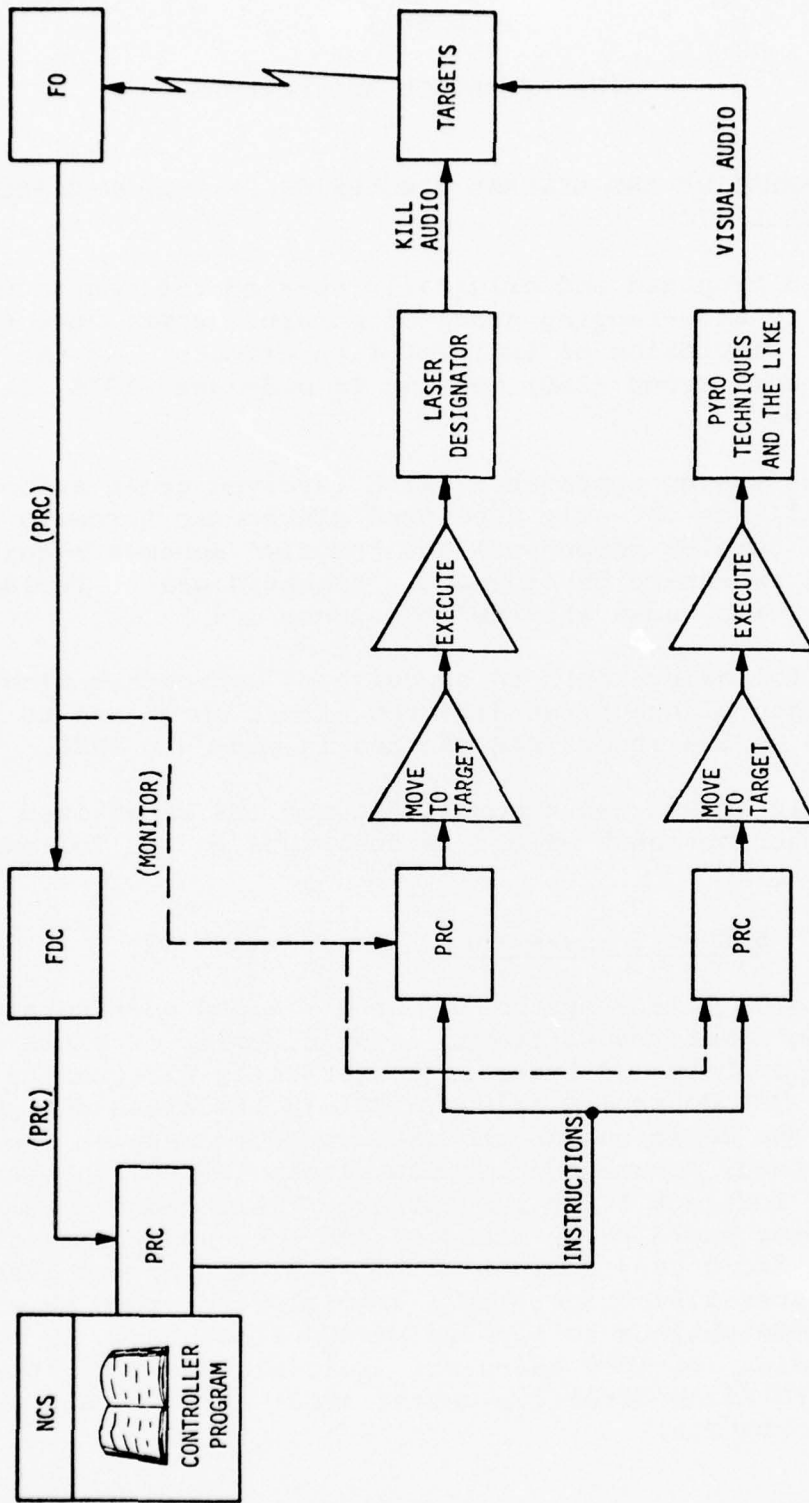 FO
(PRC)
FDC
(PRC)
NCS
PRC
CONTROLLER
PROGRAM
(MONITOR)
INSTRUCTIONS
PRC
MOVE
TO
TARGET
EXECUTE
LASER
DESIGNATOR
KILL
AUDIO
TARGETS
PRC
MOVE
TO
TARGET
EXECUTE
PYRO
TECHNIQUES
AND THE LIKE
VISUAL AUDIO